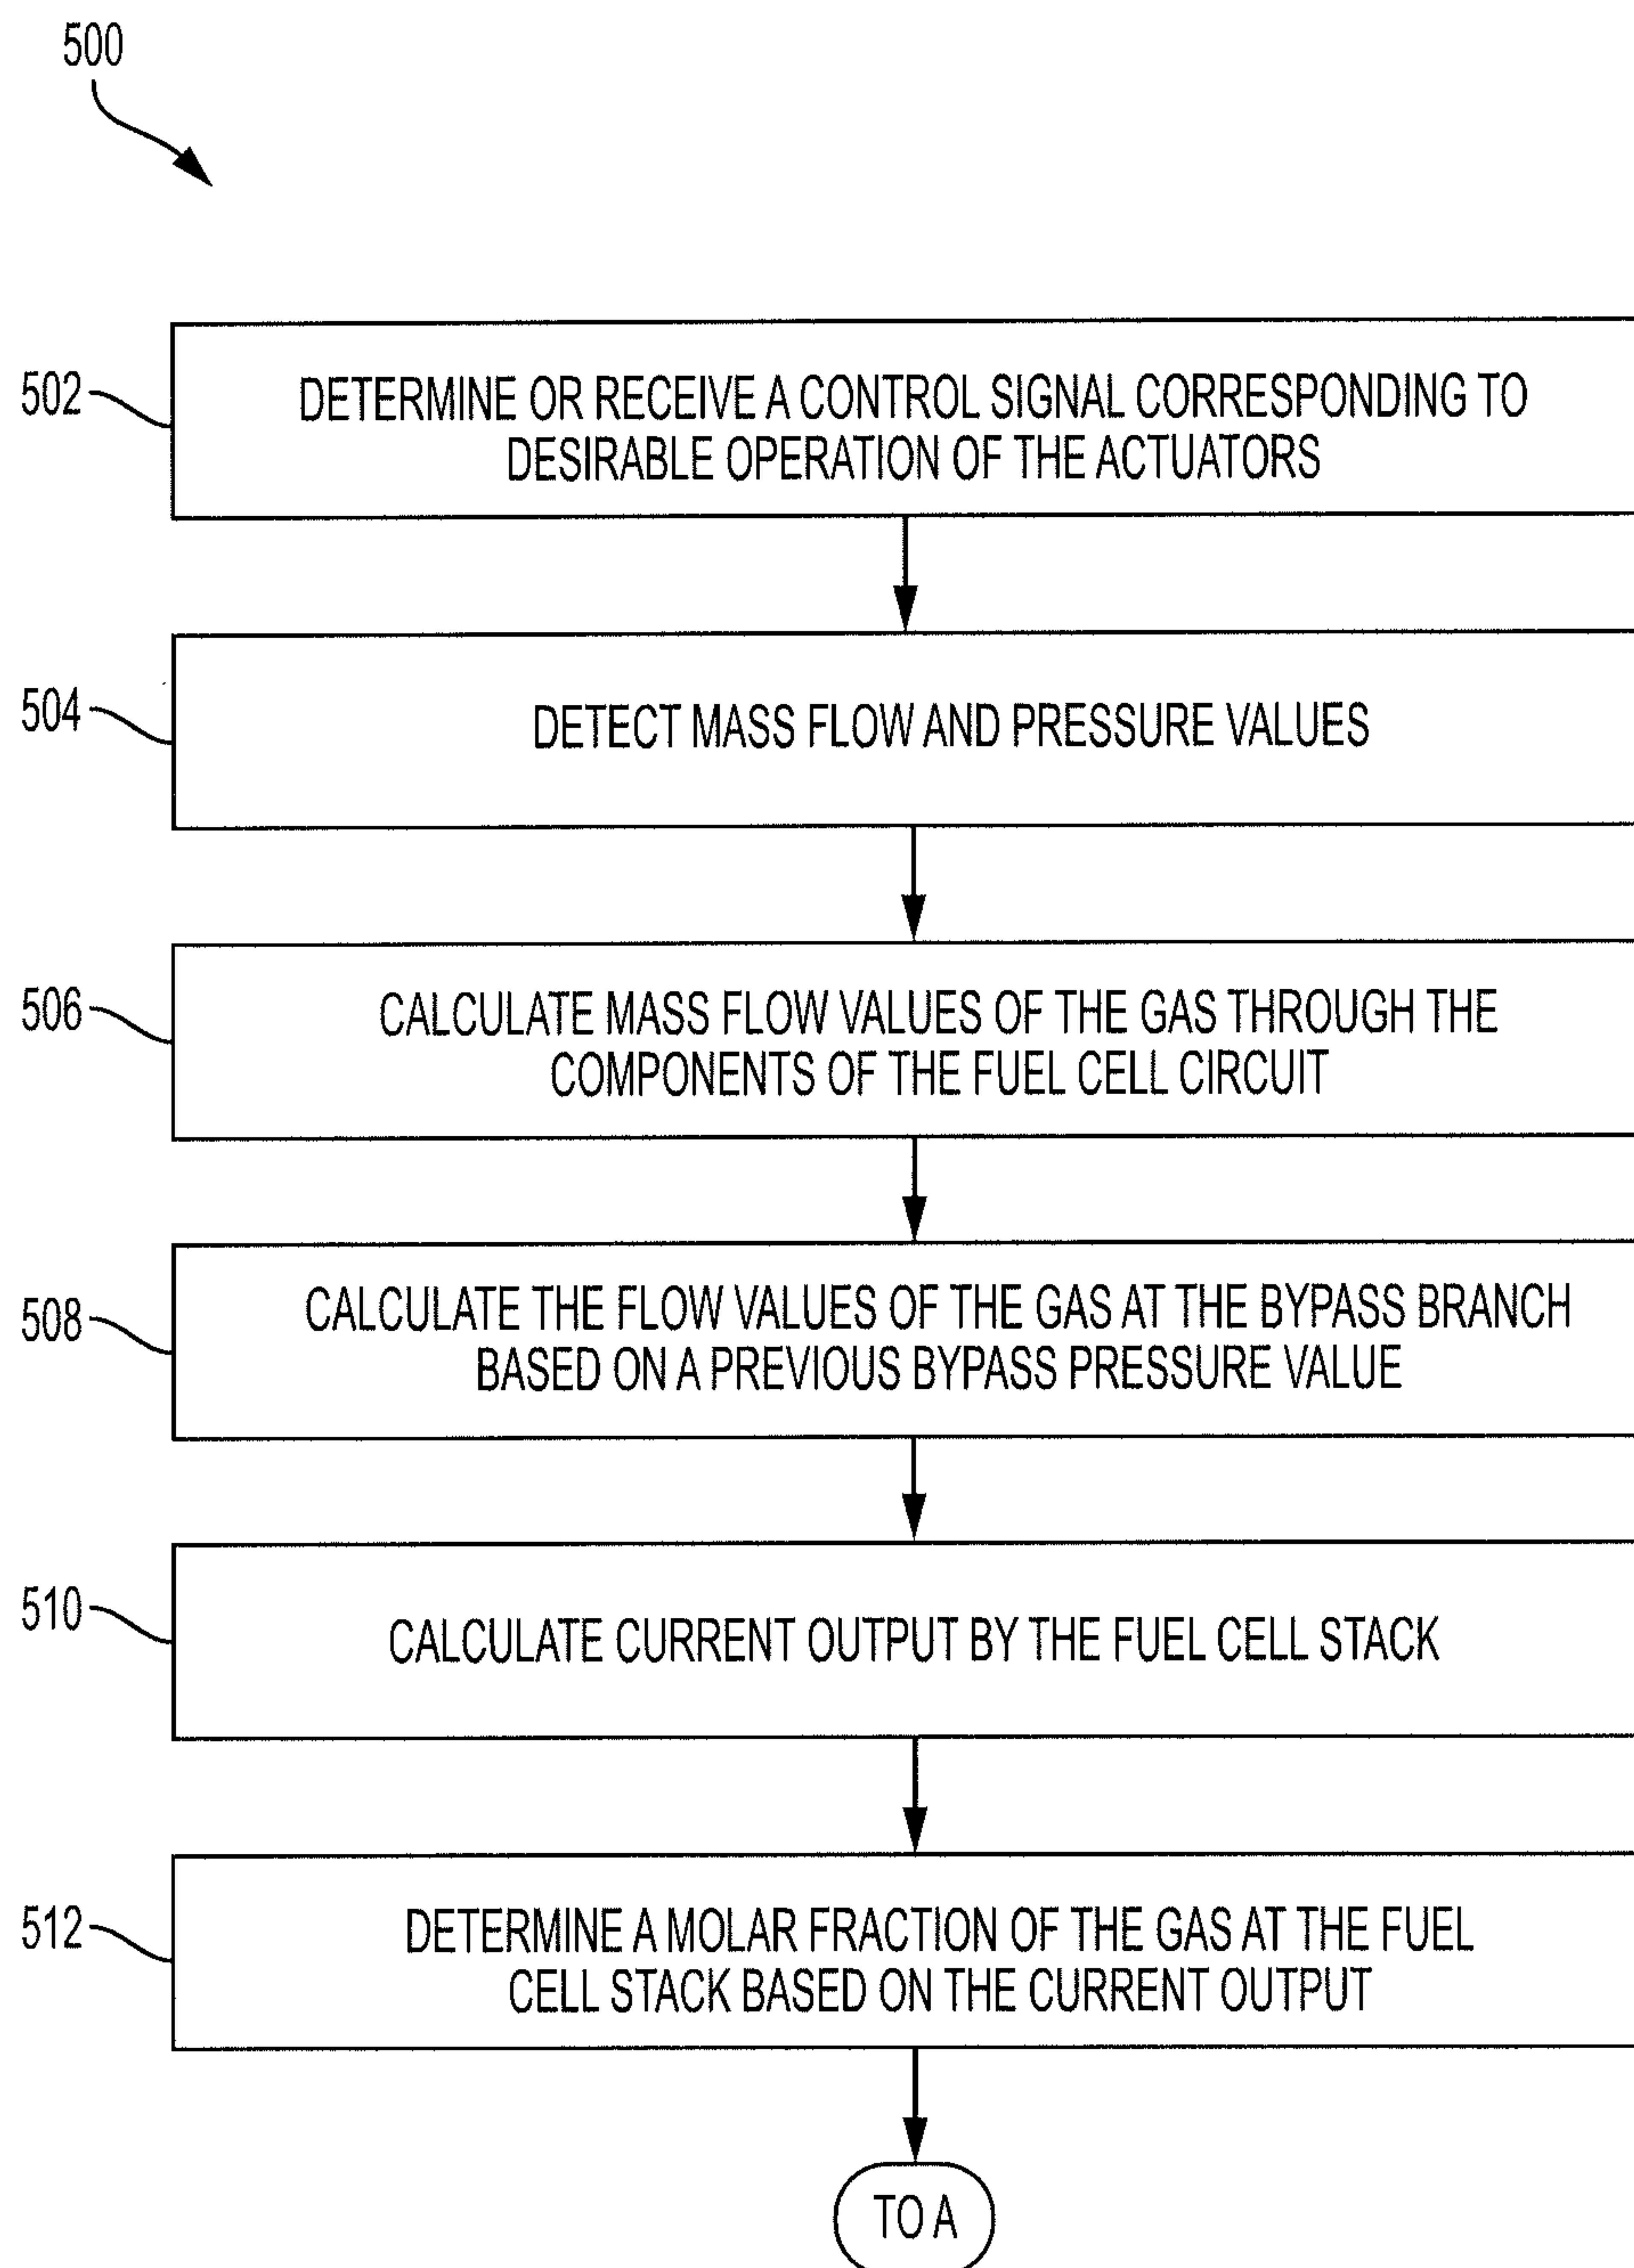 500
502
DETERMINE OR RECEIVE A CONTROL SIGNAL CORRESPONDING TO
DESIRABLE OPERATION OF THE ACTUATORS
504
DETECT MASS FLOW AND PRESSURE VALUES
506
CALCULATE MASS FLOW VALUES OF THE GAS THROUGH THE
COMPONENTS OF THE FUEL CELL CIRCUIT
508
CALCULATE THE FLOW VALUES OF THE GAS AT THE BYPASS BRANCH
BASED ON A PREVIOUS BYPASS PRESSURE VALUE
510
CALCULATE CURRENT OUTPUT BY THE FUEL CELL STACK
512
DETERMINE A MOLAR FRACTION OF THE GAS AT THE FUEL
CELL STACK BASED ON THE CURRENT OUTPUT
TO A